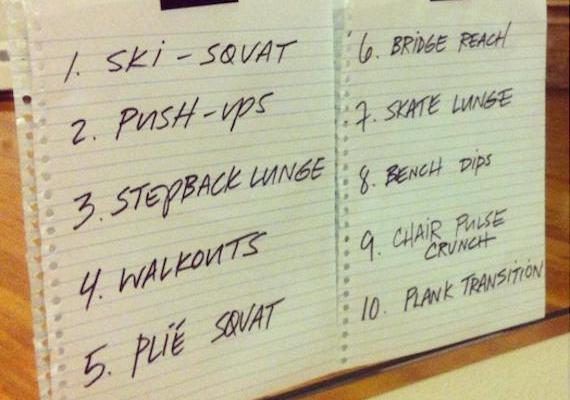 1. SKI - SQUAT
2. PUSH-UPS
3. STEPBACK LUNGE
4. WALKOUTS
5. PLIË SQUAT
6. BRIDGE REACH
7. SKATE LUNGE
8. BENCH DIPS
9. CHAIR PULSE
CRUNCH
10. PLANK TRANSITION